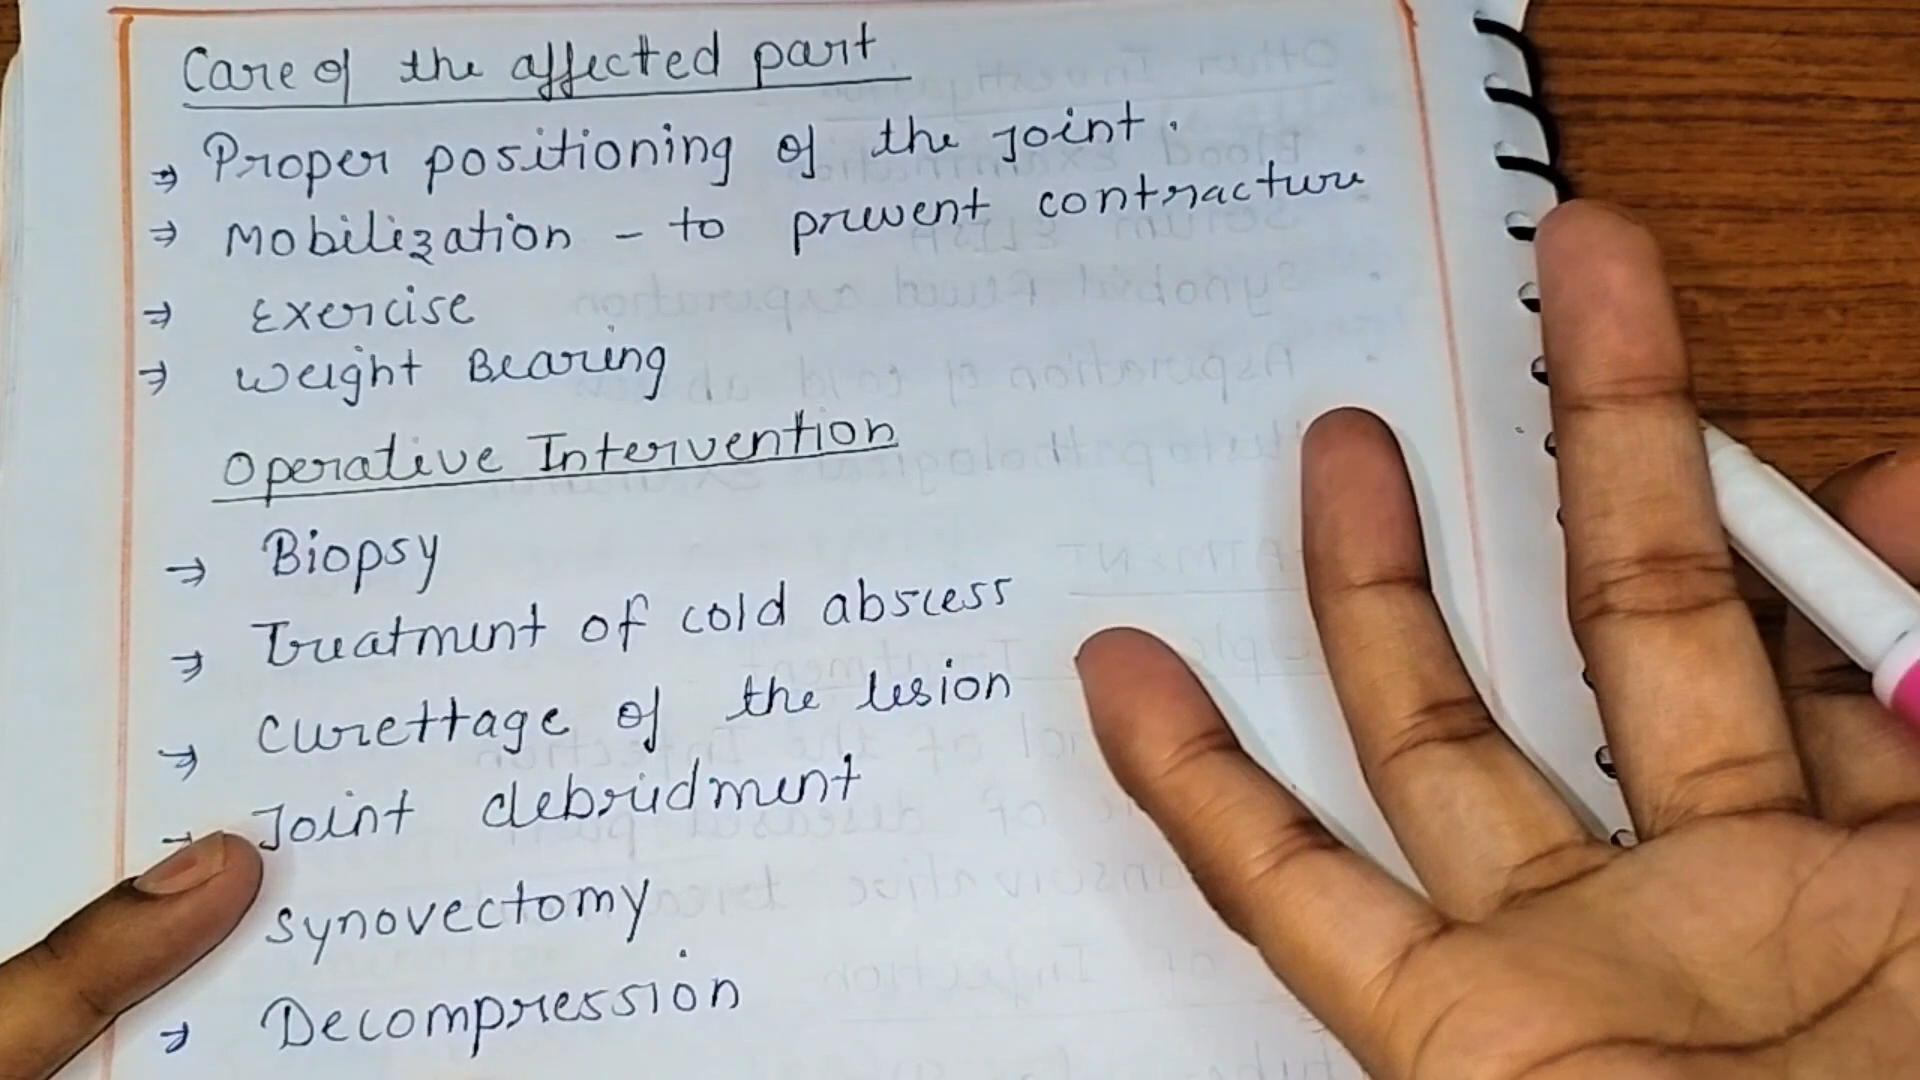 Care of the affected part
⇒ Proper positioning of the joint.
⇒ Mobilization - to prevent contracture
⇒ Exercise
⇒ Weight Bearing
Operative Intervention
→ Biopsy
⇒ Treatment of cold abscess
⇒ Curettage of the lesion
→ Joint debridment
Synovectomy
⇒ Decompression